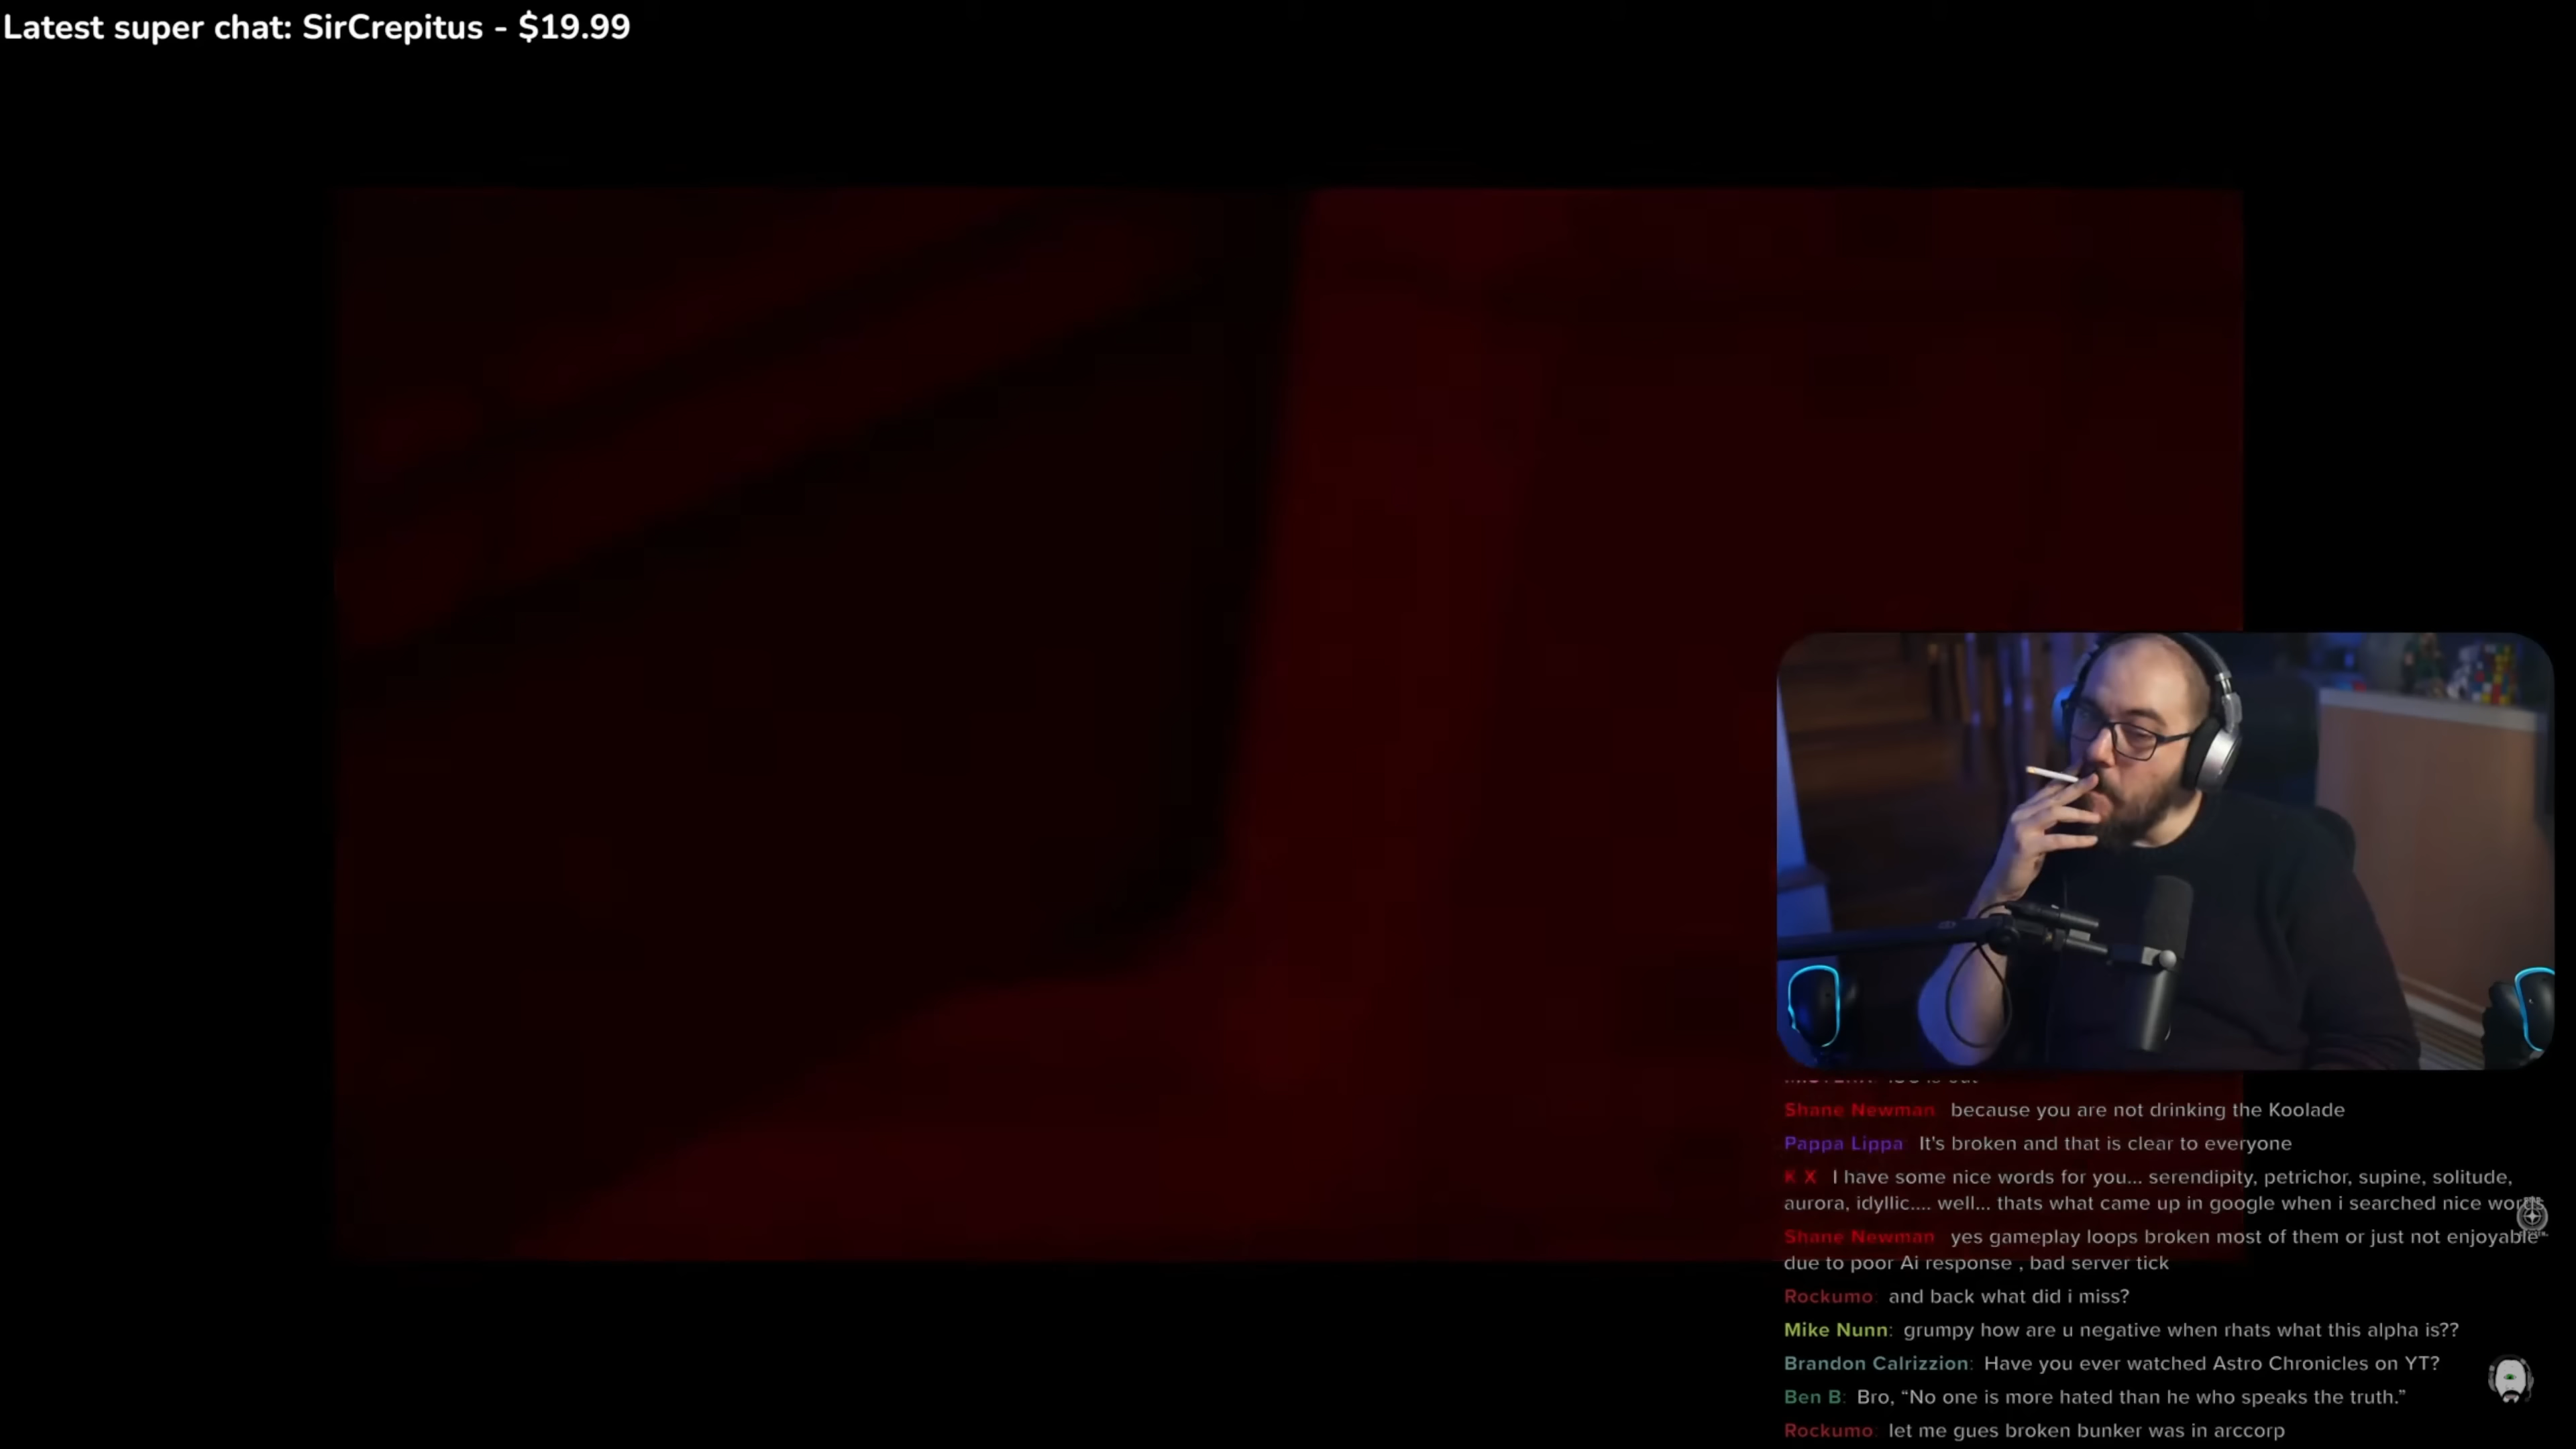 Latest super chat: SirCrepitus - $19.99
Shane Newman because you are not drinking the Koolade
Pappa Lippa It's broken and that is clear to everyone
K X I have some nice words for you... serendipity, petrichor, supine, solitude,
aurora, idyllic.... well... thats what came up in google when i searched nice words
Shane Newman yes gameplay loops broken most of them or just not enjoyable
due to poor Ai response , bad server tick
Rockumo: and back what did i miss?
Mike Nunn: grumpy how are u negative when rhats what this alpha is??
Brandon Calrizzion: Have you ever watched Astro Chronicles on YT?
Ben B: Bro, “No one is more hated than he who speaks the truth.”
Rockumo: let me gues broken bunker was in arccorp